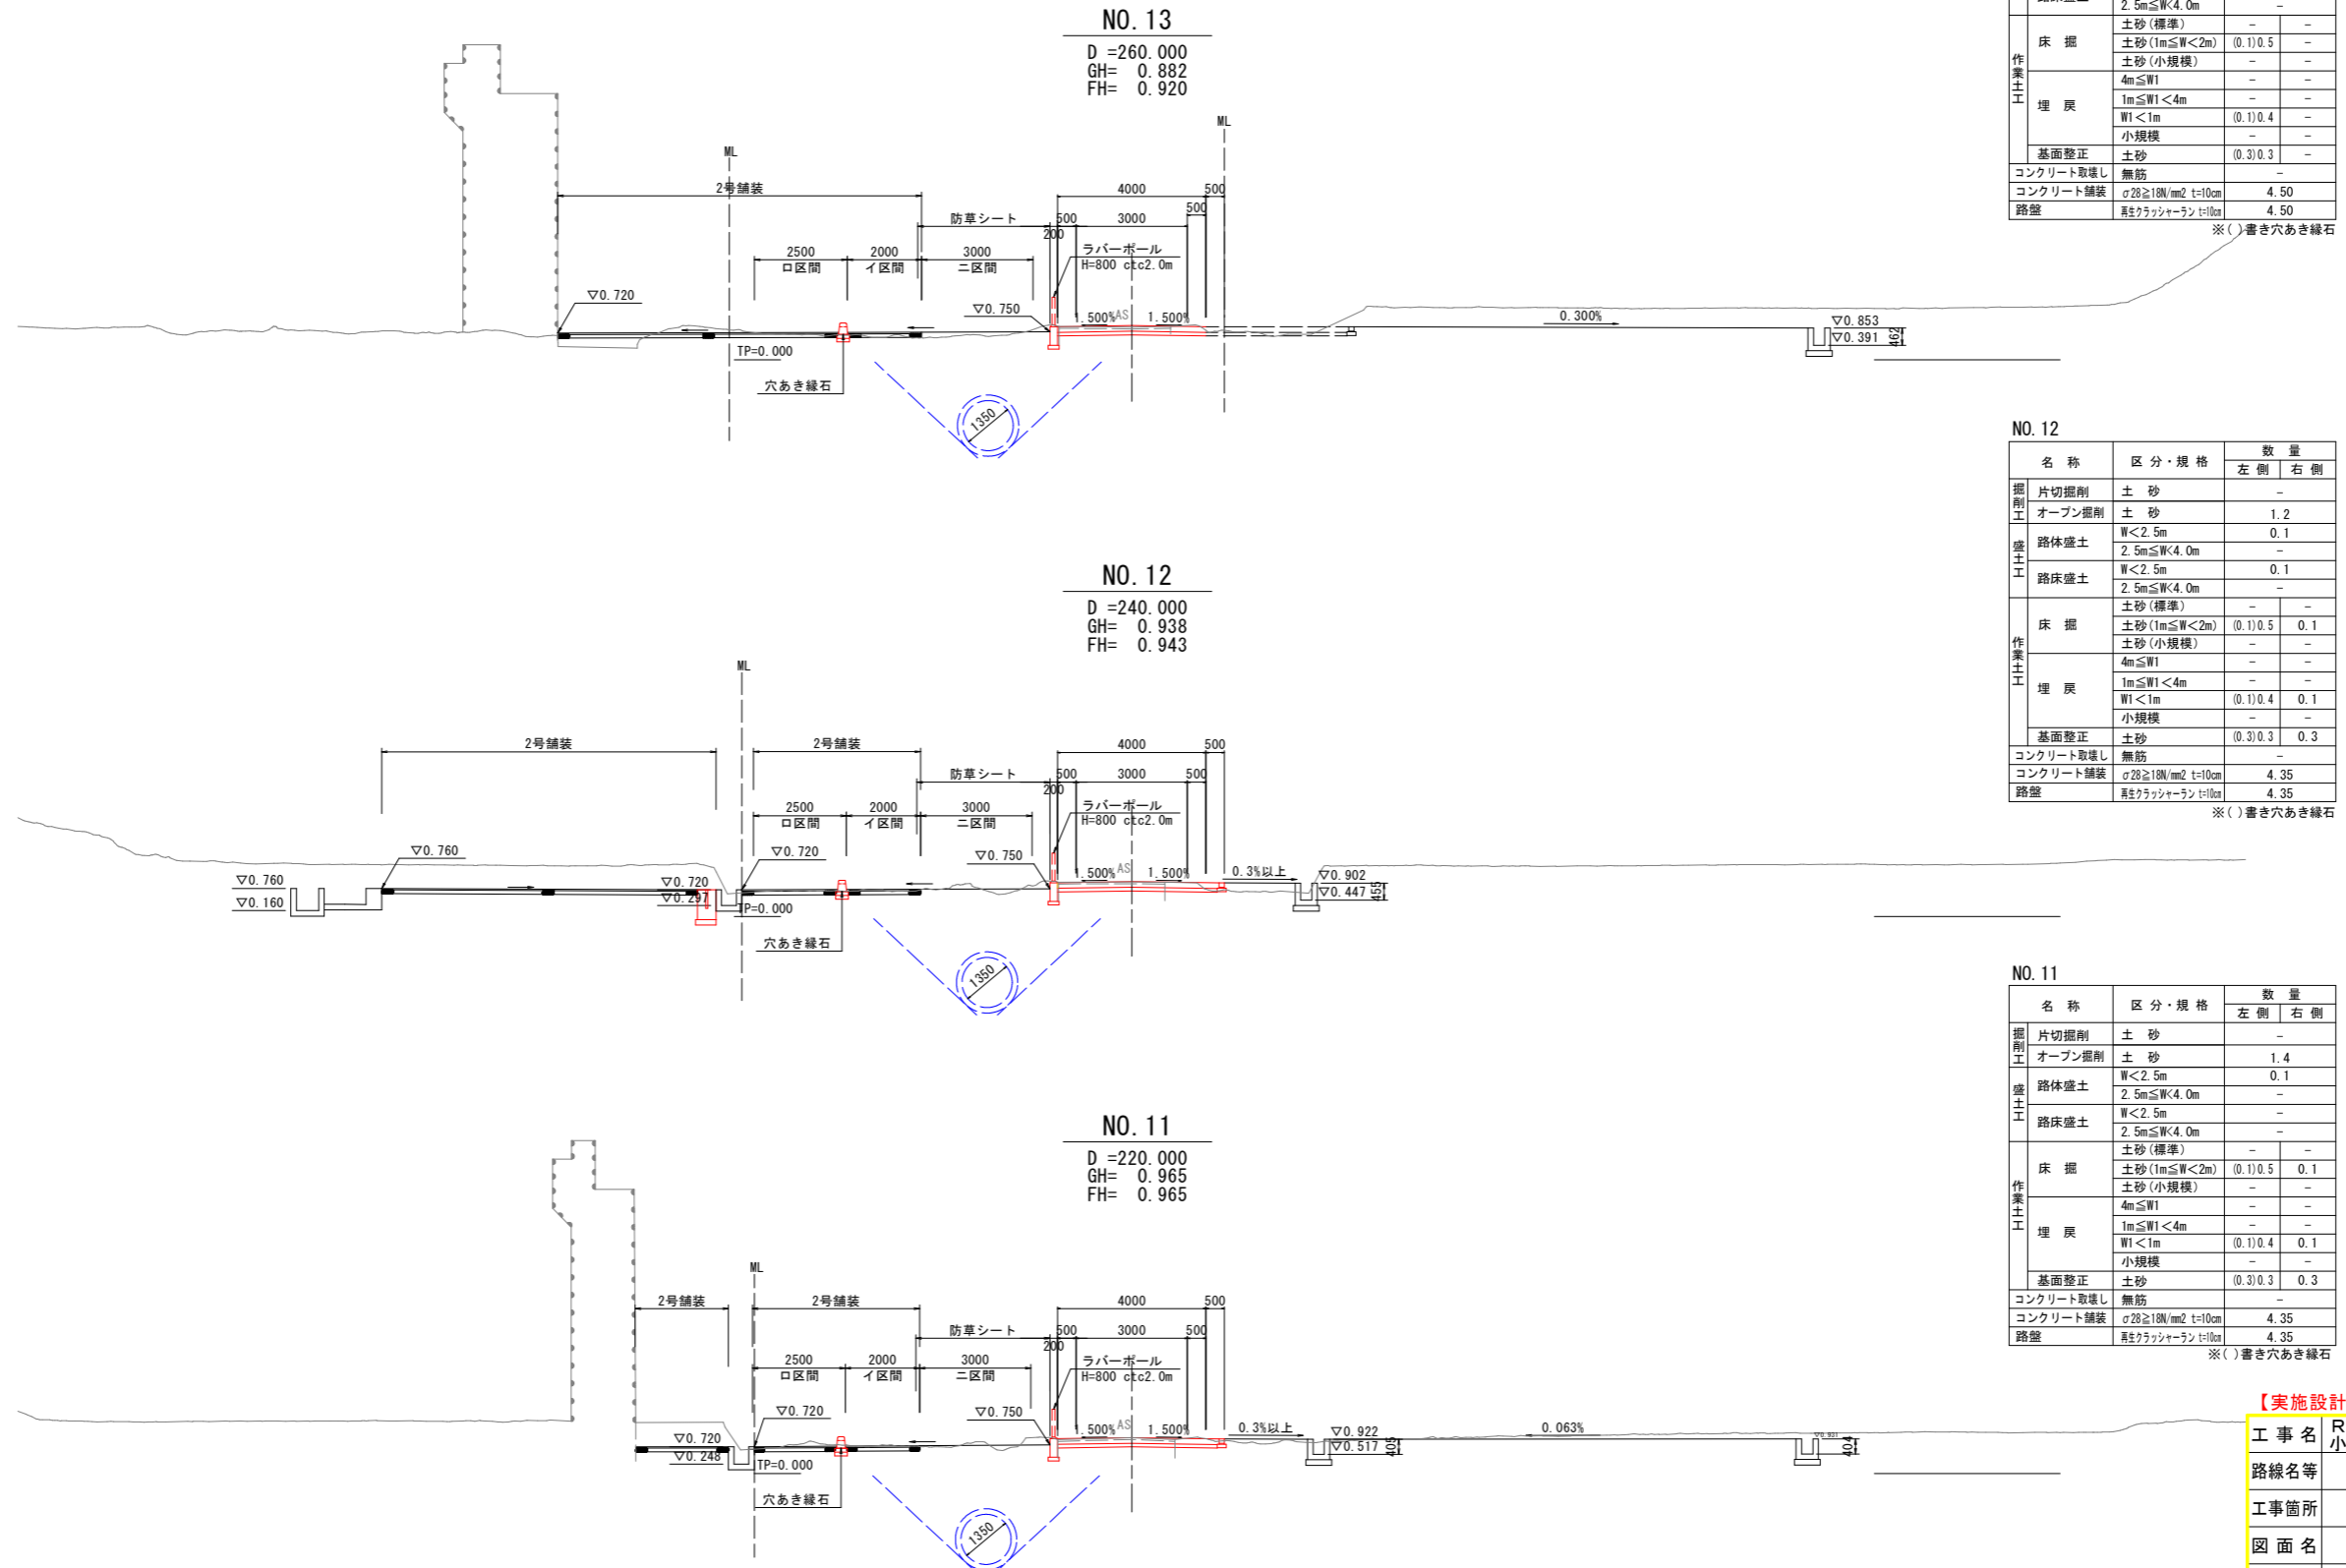 NO.13
D =260.000
GH= 0.882
FH= 0.920
ML
ML
2号舗装
4000
500
防草シート
500
3000
500
200
ラバーポール
H=800 ctc2.0m
2500
2000
3000
ロ区間
イ区間
ニ区間
▽0.720
▽0.750
1.500%
AS
1.500%
0.300%
▽0.853
▽0.391
462
TP=0.000
穴あき縁石
1350
2.5m≦W<4.0m -
作業土工
床 掘 土砂(標準) - -
土砂(1m≦W<2m) (0.1)0.5 -
土砂(小規模) - -
埋 戻 4m≦W1 - -
1m≦W1<4m - -
W1<1m (0.1)0.4 -
小規模 - -
基面整正 土砂 (0.3)0.3 -
コンクリート取壊し 無筋 -
コンクリート舗装 σ28≧18N/mm2 t=10cm 4.50
路盤 再生クラッシャーラン t=10cm 4.50
※( )書き穴あき縁石
NO.12
D =240.000
GH= 0.938
FH= 0.943
ML
2号舗装
2号舗装
4000
500
防草シート
500
3000
500
200
ラバーポール
H=800 ctc2.0m
2500
2000
3000
ロ区間
イ区間
ニ区間
▽0.760
▽0.720
▽0.750
1.500%
AS
1.500%
0.3%以上
▽0.902
▽0.447
455
▽0.760
▽0.160
▽0.720
▽0.297
TP=0.000
穴あき縁石
1350
NO.12
名 称 区 分・規 格 数 量
左 側 右 側
掘削工 片切掘削 土 砂 -
オープン掘削 土 砂 1.2
盛土工 路体盛土 W<2.5m 0.1
2.5m≦W<4.0m -
路床盛土 W<2.5m 0.1
2.5m≦W<4.0m -
作業土工 床 掘 土砂(標準) - -
土砂(1m≦W<2m) (0.1)0.5 0.1
土砂(小規模) - -
埋 戻 4m≦W1 - -
1m≦W1<4m - -
W1<1m (0.1)0.4 0.1
小規模 - -
基面整正 土砂 (0.3)0.3 0.3
コンクリート取壊し 無筋 -
コンクリート舗装 σ28≧18N/mm2 t=10cm 4.35
路盤 再生クラッシャーラン t=10cm 4.35
※( )書き穴あき縁石
NO.11
D =220.000
GH= 0.965
FH= 0.965
ML
2号舗装
2号舗装
4000
500
防草シート
500
3000
500
200
ラバーポール
H=800 ctc2.0m
2500
2000
3000
ロ区間
イ区間
ニ区間
▽0.720
▽0.750
1.500%
AS
1.500%
0.3%以上
▽0.922
▽0.517
405
0.063%
▽0.931
404
▽0.720
▽0.248
TP=0.000
穴あき縁石
1350
NO.11
名 称 区 分・規 格 数 量
左 側 右 側
掘削工 片切掘削 土 砂 -
オープン掘削 土 砂 1.4
盛土工 路体盛土 W<2.5m 0.1
2.5m≦W<4.0m -
路床盛土 W<2.5m -
2.5m≦W<4.0m -
作業土工 床 掘 土砂(標準) - -
土砂(1m≦W<2m) (0.1)0.5 0.1
土砂(小規模) - -
埋 戻 4m≦W1 - -
1m≦W1<4m - -
W1<1m (0.1)0.4 0.1
小規模 - -
基面整正 土砂 (0.3)0.3 0.3
コンクリート取壊し 無筋 -
コンクリート舗装 σ28≧18N/mm2 t=10cm 4.35
路盤 再生クラッシャーラン t=10cm 4.35
※( )書き穴あき縁石
【実施設計
工 事 名 R
小
路線名等
工事箇所
図 面 名